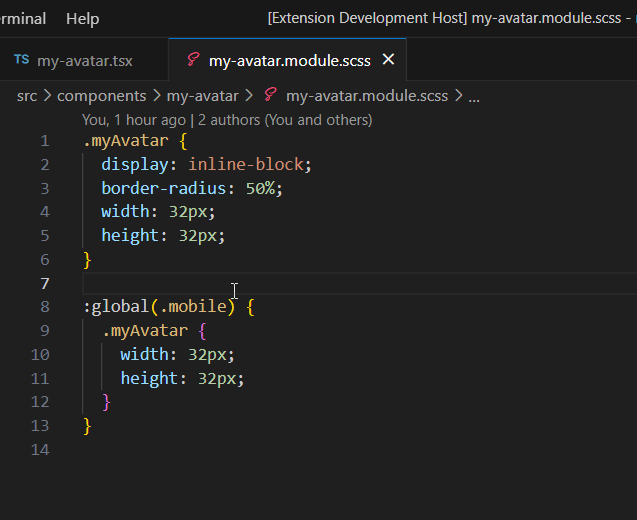 rminal Help [Extension Development Host] my-avatar.module.scss -
TS my-avatar.tsx my-avatar.module.scss ×
src > components > my-avatar > my-avatar.module.scss > ...
You, 1 hour ago | 2 authors (You and others)
1 .myAvatar {
2   display: inline-block;
3   border-radius: 50%;
4   width: 32px;
5   height: 32px;
6 }
7
8 :global(.mobile) {
9   .myAvatar {
10     width: 32px;
11     height: 32px;
12   }
13 }
14